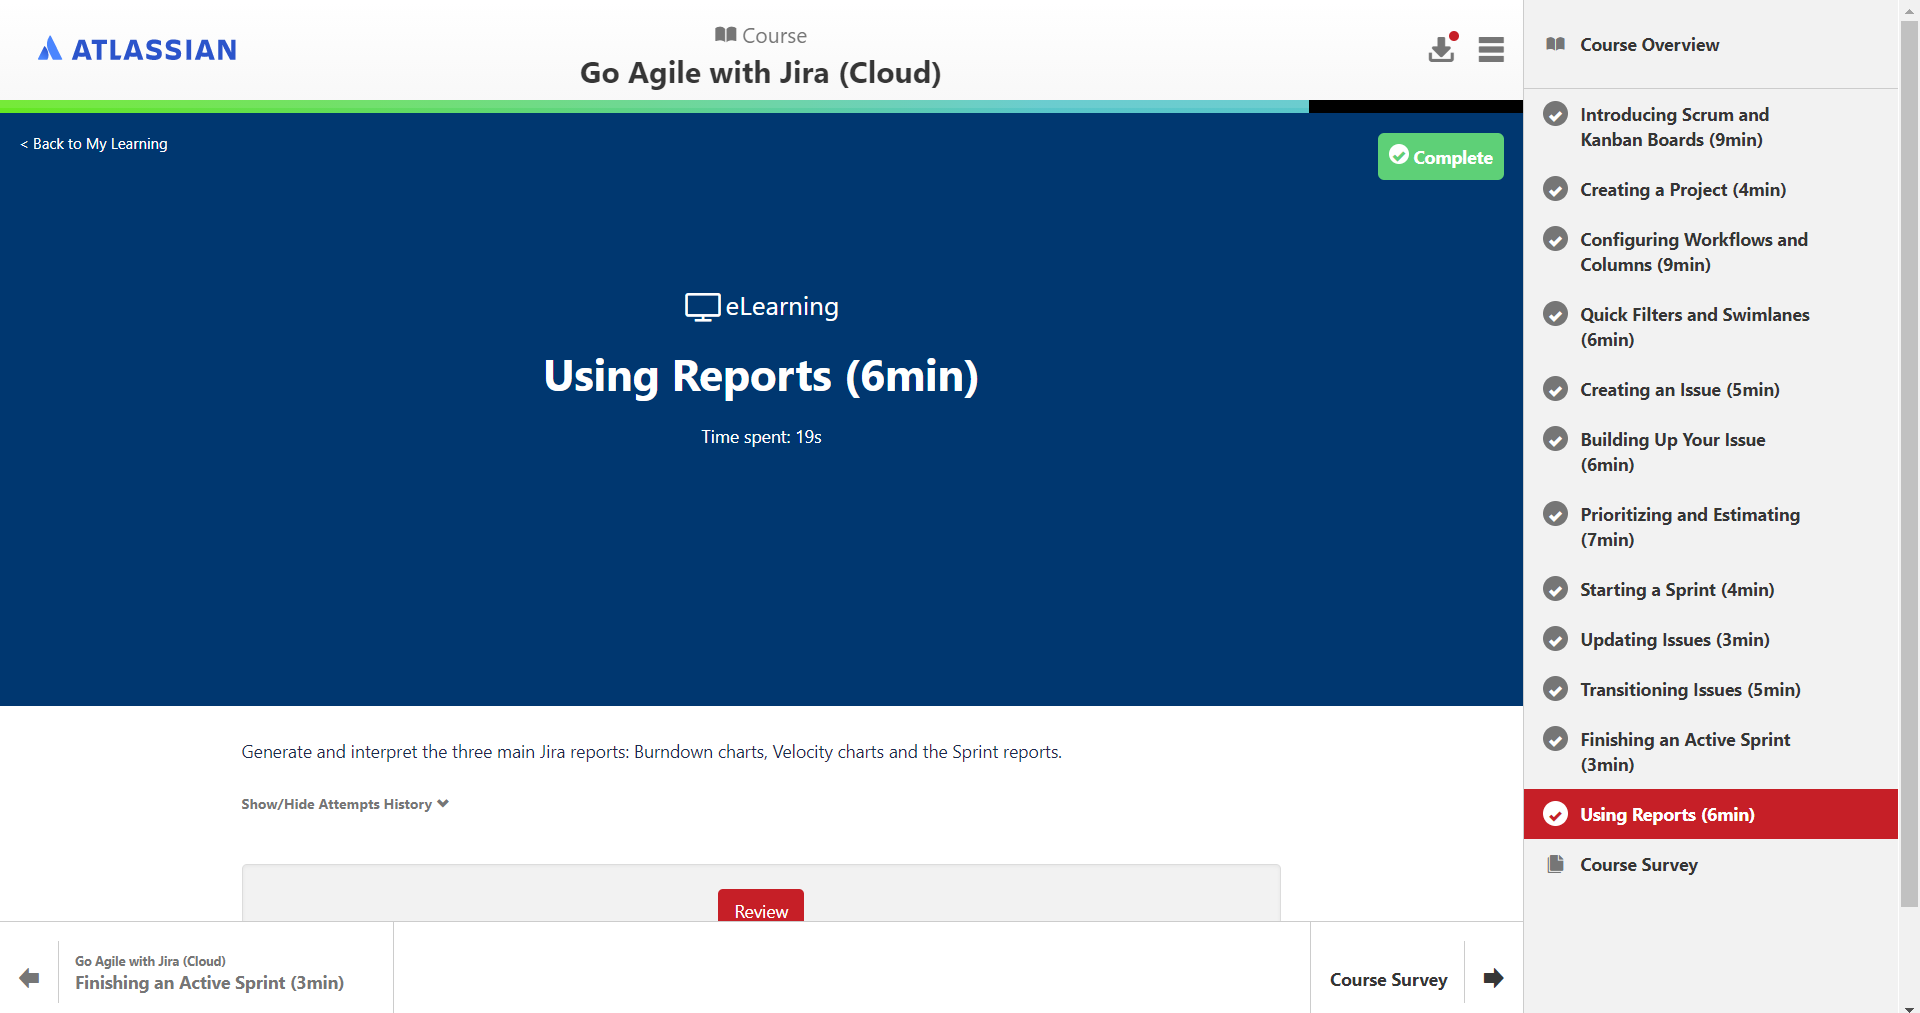 ATLASSIAN
Course
Go Agile with Jira (Cloud)
< Back to My Learning
Complete
eLearning
Using Reports (6min)
Time spent: 19s
Generate and interpret the three main Jira reports: Burndown charts, Velocity charts and the Sprint reports.
Show/Hide Attempts History
Review
Go Agile with Jira (Cloud)
Finishing an Active Sprint (3min)
Course Survey
Course Overview
Introducing Scrum and
Kanban Boards (9min)
Creating a Project (4min)
Configuring Workflows and
Columns (9min)
Quick Filters and Swimlanes
(6min)
Creating an Issue (5min)
Building Up Your Issue
(6min)
Prioritizing and Estimating
(7min)
Starting a Sprint (4min)
Updating Issues (3min)
Transitioning Issues (5min)
Finishing an Active Sprint
(3min)
Using Reports (6min)
Course Survey